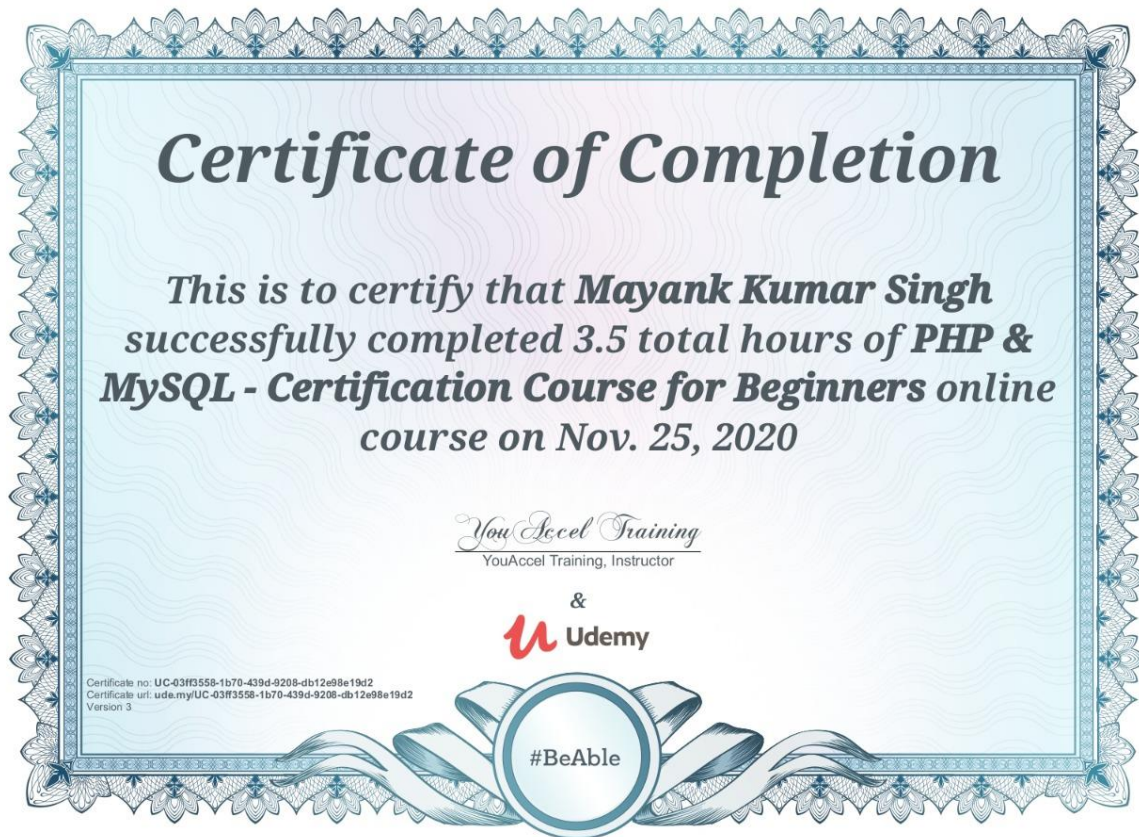 Certificate of Completion
This is to certify that Mayank Kumar Singh
successfully completed 3.5 total hours of PHP &
MySQL - Certification Course for Beginners online
course on Nov. 25, 2020
YouAccel Training
YouAccel Training, Instructor
&
Udemy
Certificate no: UC-03ff3558-1b70-439d-9208-db12e98e19d2
Certificate url: ude.my/UC-03ff3558-1b70-439d-9208-db12e98e19d2
Version 3
#BeAble